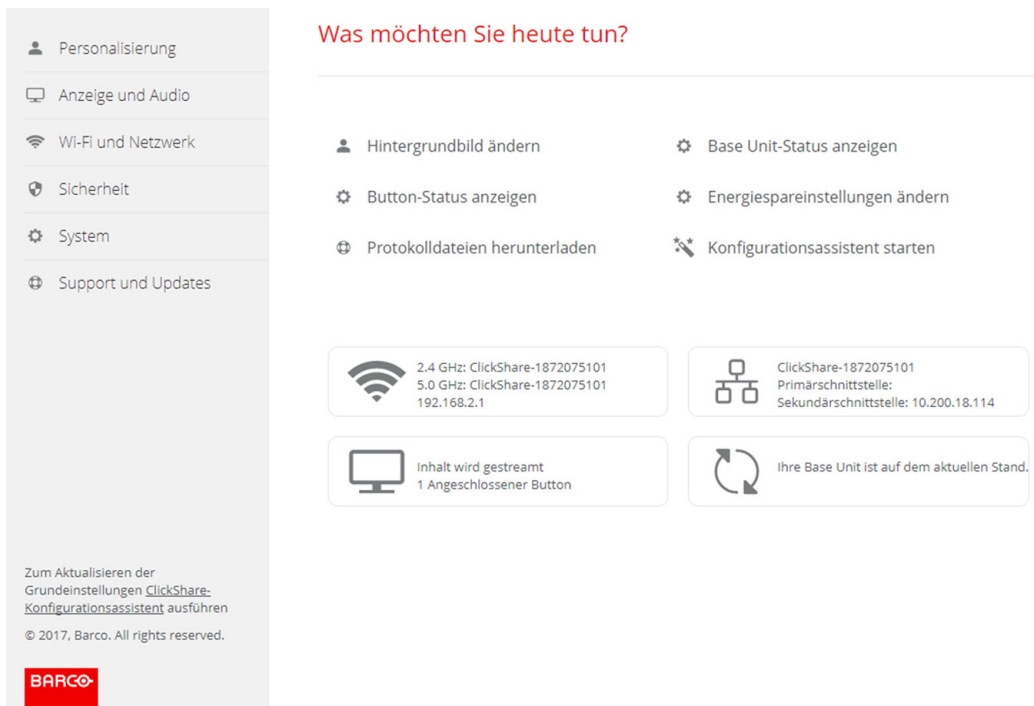 Personalisierung
Anzeige und Audio
Wi-Fi und Netzwerk
Sicherheit
System
Support und Updates
Zum Aktualisieren der
Grundeinstellungen ClickShare-
Konfigurationsassistent ausführen
© 2017, Barco. All rights reserved.
BARCO
Was möchten Sie heute tun?
Hintergrundbild ändern
Base Unit-Status anzeigen
Button-Status anzeigen
Energiespareinstellungen ändern
Protokolldateien herunterladen
Konfigurationsassistent starten
2.4 GHz: ClickShare-1872075101
5.0 GHz: ClickShare-1872075101
192.168.2.1
ClickShare-1872075101
Primärschnittstelle:
Sekundärschnittstelle: 10.200.18.114
Inhalt wird gestreamt
1 Angeschlossener Button
Ihre Base Unit ist auf dem aktuellen Stand.